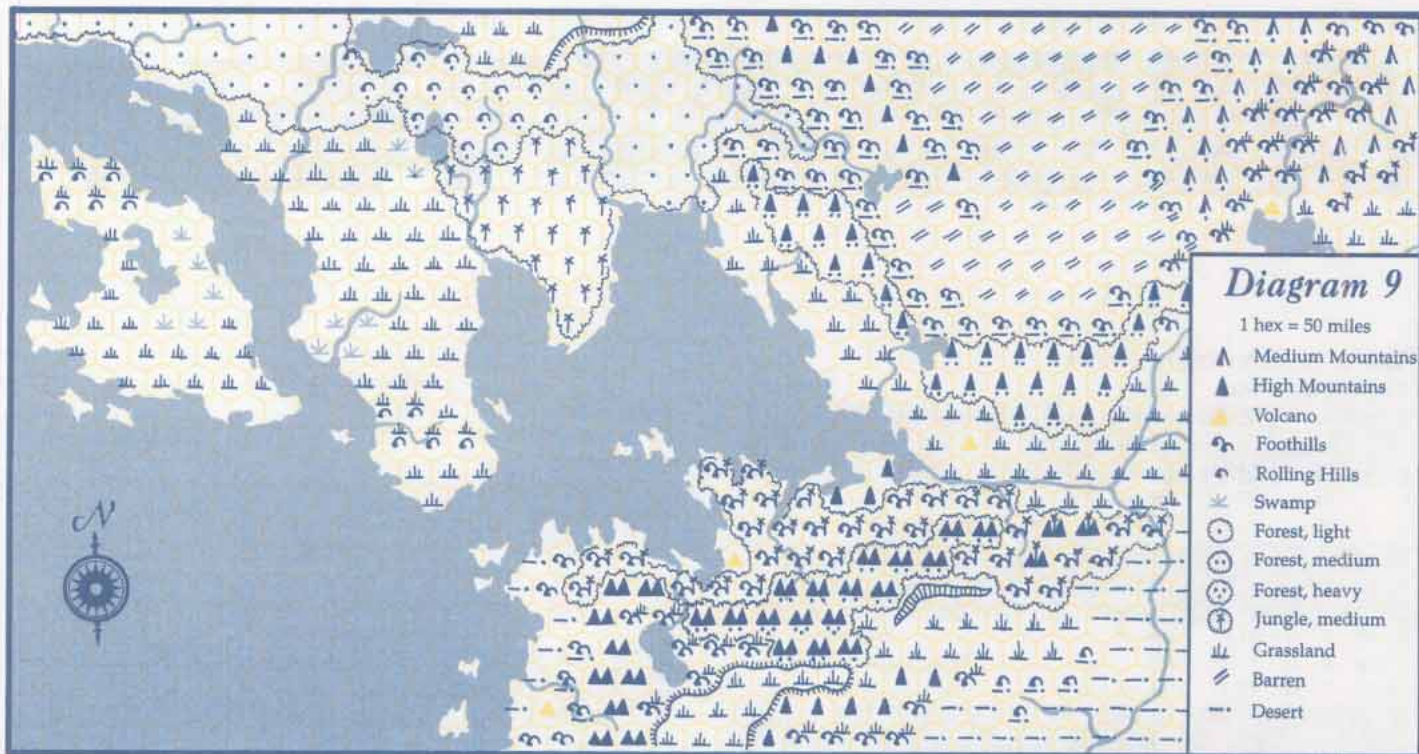 N
Diagram 9
1 hex = 50 miles
Medium Mountains
High Mountains
Volcano
Foothills
Rolling Hills
Swamp
Forest, light
Forest, medium
Forest, heavy
Jungle, medium
Grassland
Barren
Desert